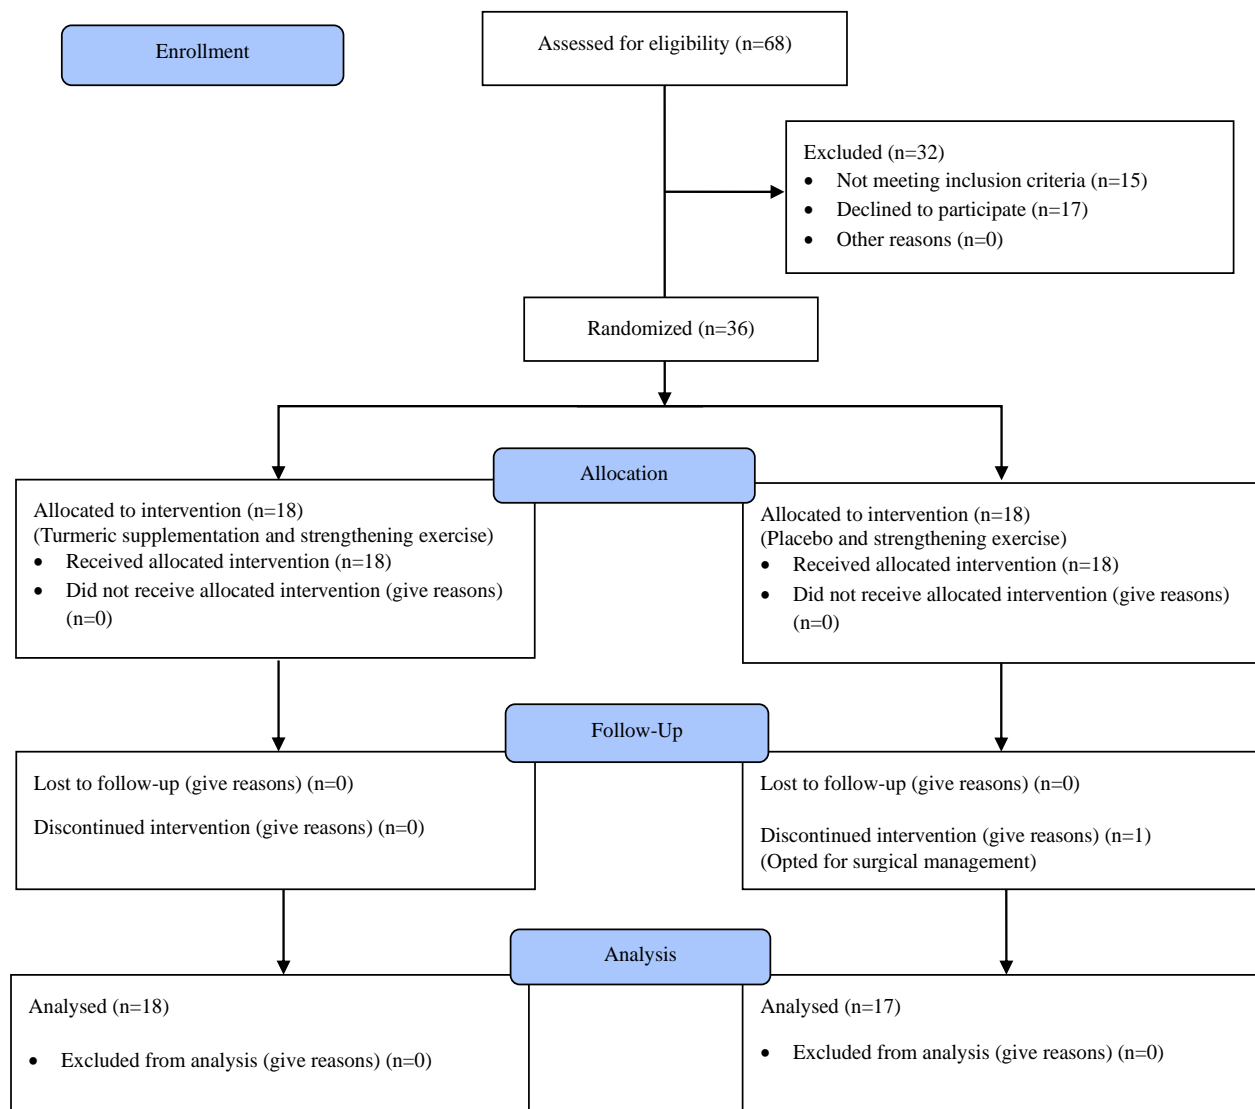 Enrollment
Assessed for eligibility (n=68)
Excluded (n=32)
• Not meeting inclusion criteria (n=15)
• Declined to participate (n=17)
• Other reasons (n=0)
Randomized (n=36)
Allocation
Allocated to intervention (n=18)
(Turmeric supplementation and strengthening exercise)
• Received allocated intervention (n=18)
• Did not receive allocated intervention (give reasons)
(n=0)
Allocated to intervention (n=18)
(Placebo and strengthening exercise)
• Received allocated intervention (n=18)
• Did not receive allocated intervention (give reasons)
(n=0)
Follow-Up
Lost to follow-up (give reasons) (n=0)
Discontinued intervention (give reasons) (n=0)
Lost to follow-up (give reasons) (n=0)
Discontinued intervention (give reasons) (n=1)
(Opted for surgical management)
Analysis
Analysed (n=18)
• Excluded from analysis (give reasons) (n=0)
Analysed (n=17)
• Excluded from analysis (give reasons) (n=0)